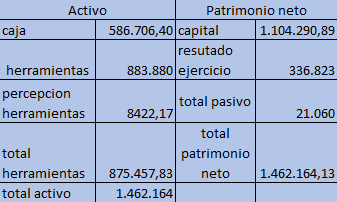 Activo Patrimonio neto
caja 586.706,40 capital 1.104.290,89
herramientas 883.880 resutado ejercicio 336.823
percepcion herramientas 8422,17 total pasivo 21.060
total herramientas 875.457,83 total patrimonio neto 1.462.164,13
total activo 1.462.164